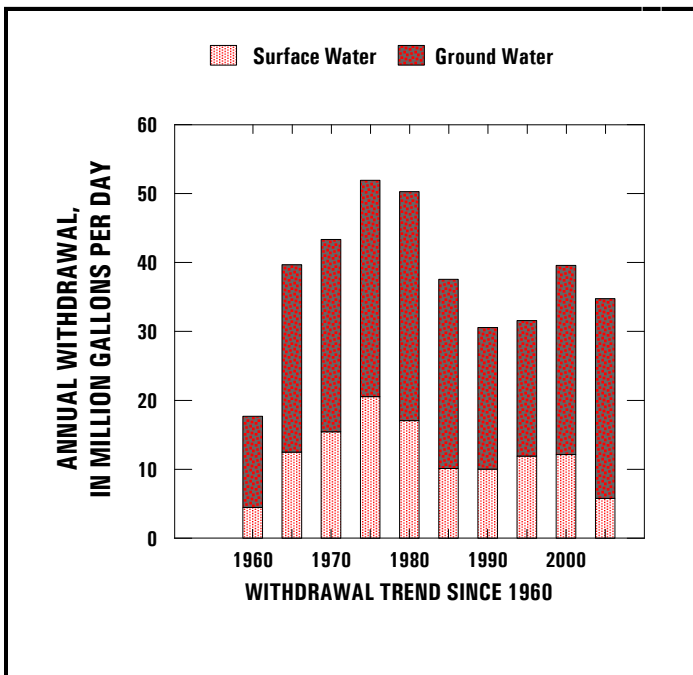 Surface Water Ground Water
ANNUAL WITHDRAWAL,
IN MILLION GALLONS PER DAY
60
50
40
30
20
10
0
1960 1970 1980 1990 2000
WITHDRAWAL TREND SINCE 1960